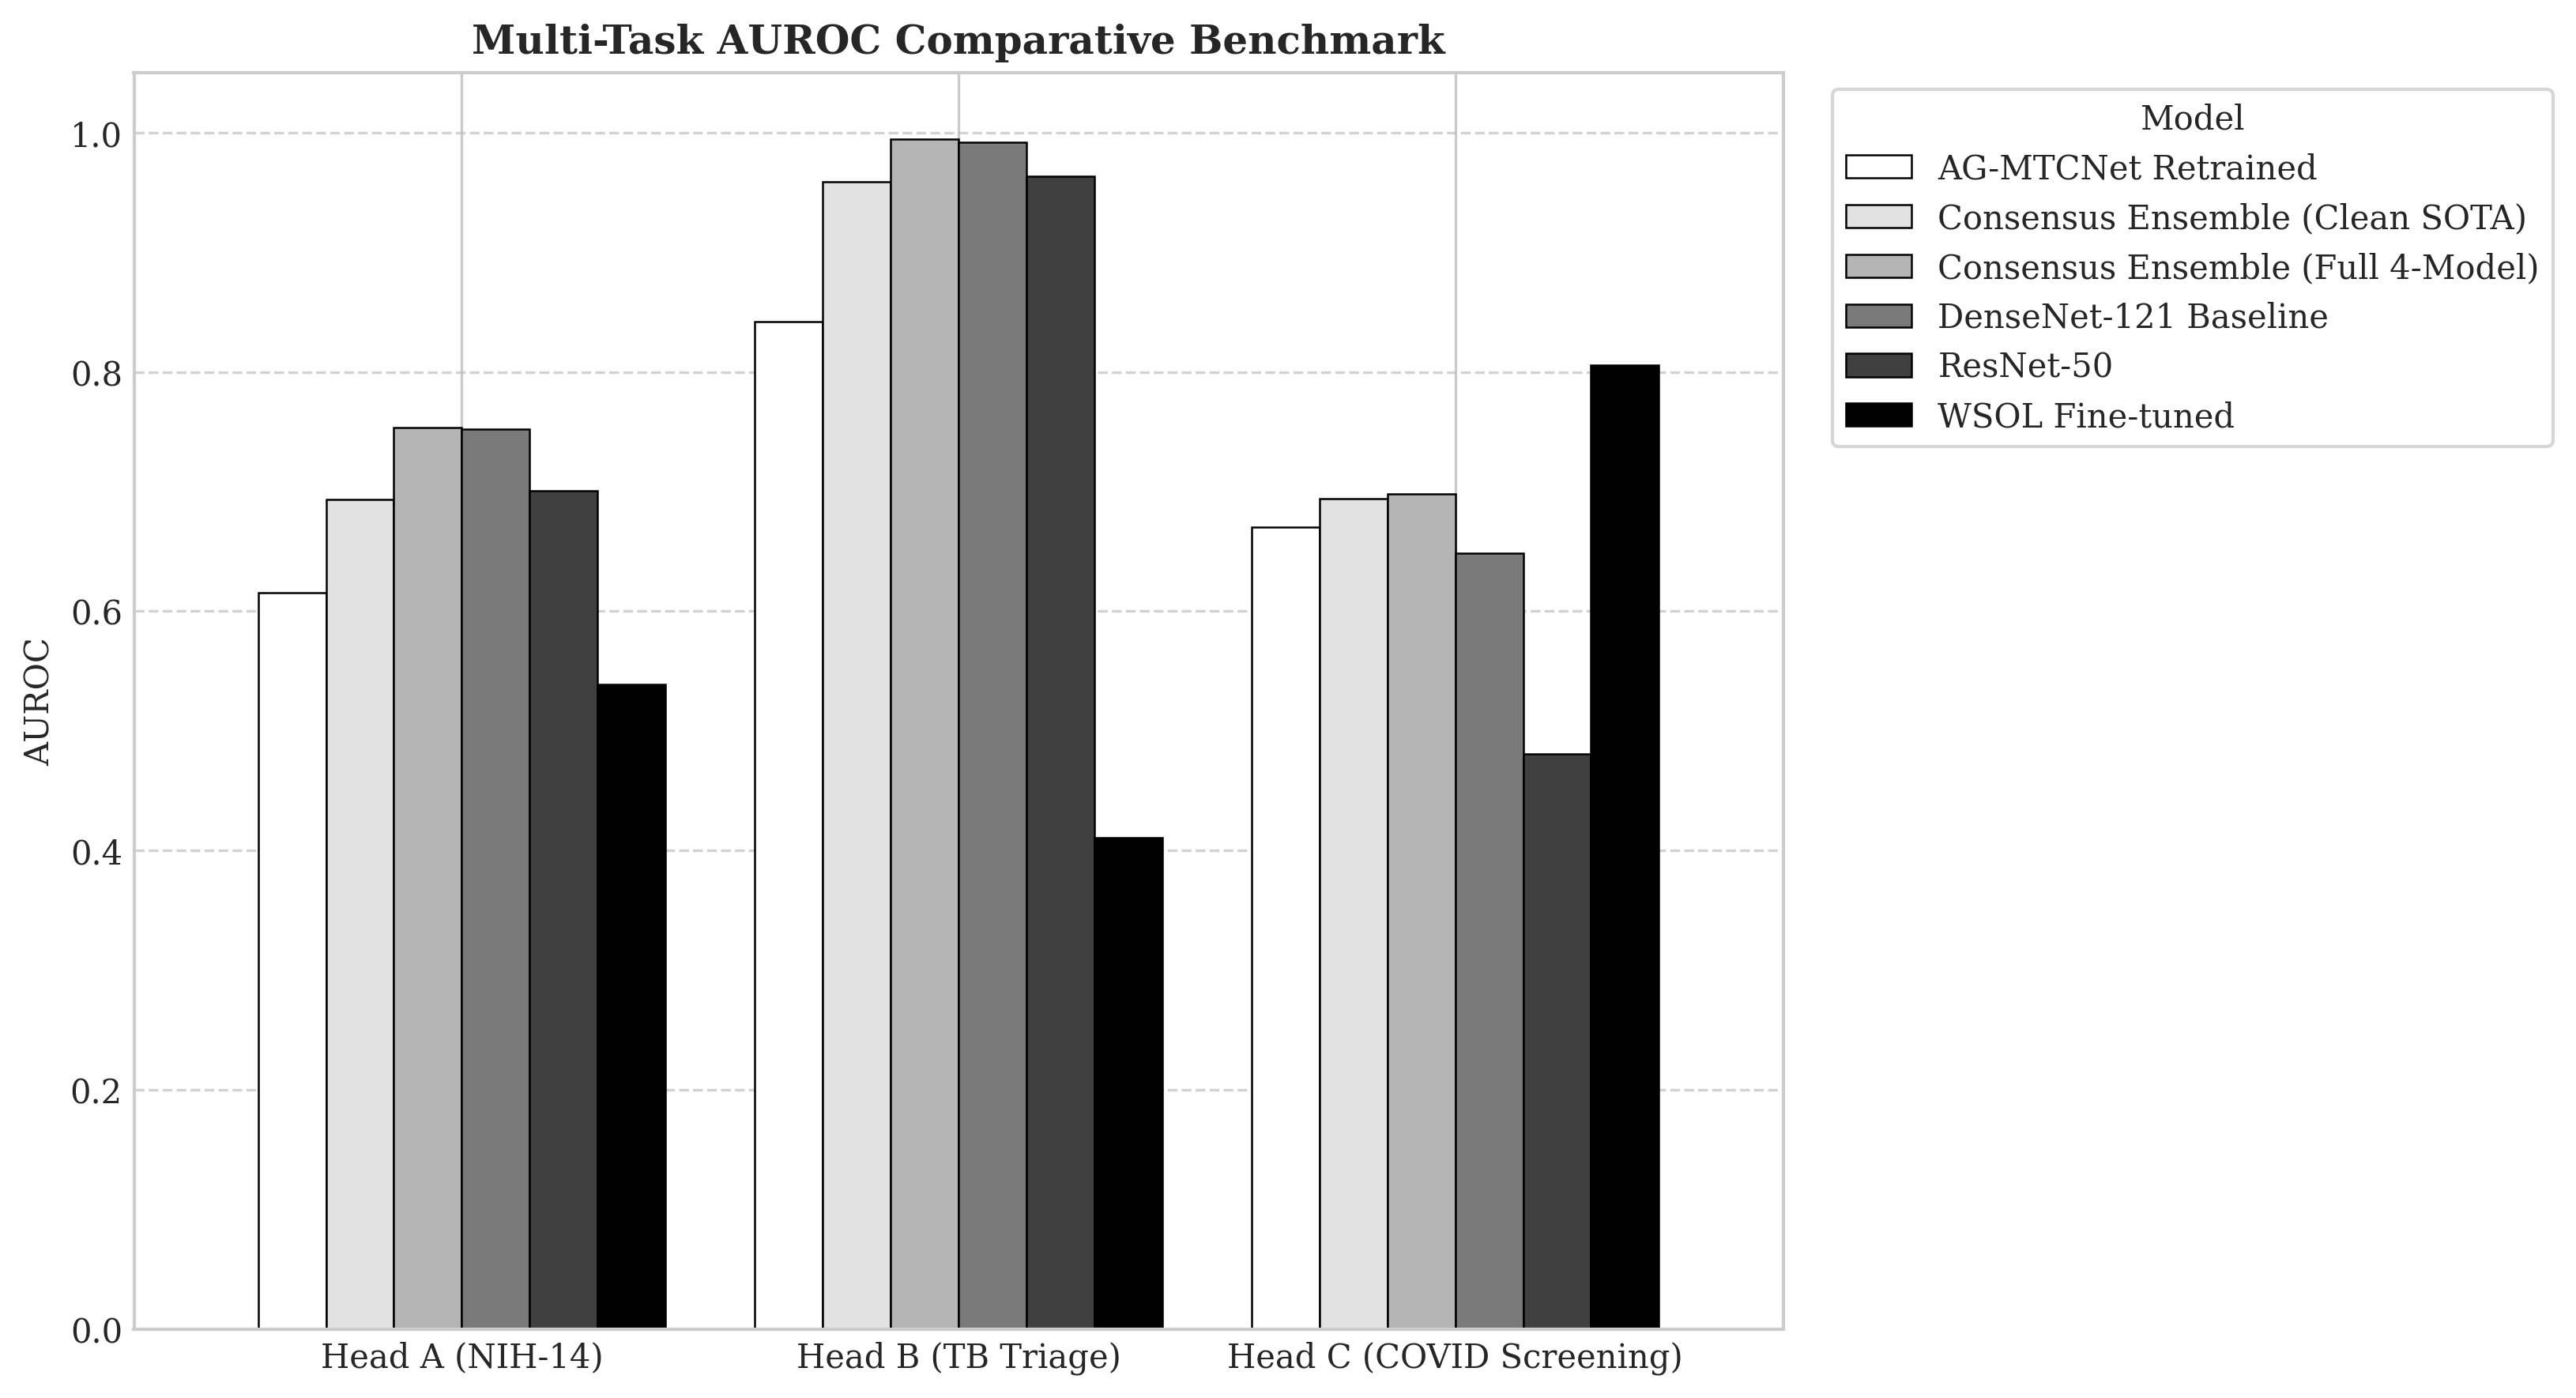 Multi-Task AUROC Comparative Benchmark
Model
AG-MTCNet Retrained
Consensus Ensemble (Clean SOTA)
Consensus Ensemble (Full 4-Model)
DenseNet-121 Baseline
ResNet-50
WSOL Fine-tuned
AUROC
1.0
0.8
0.6
0.4
0.2
0.0
Head A (NIH-14)
Head B (TB Triage)
Head C (COVID Screening)